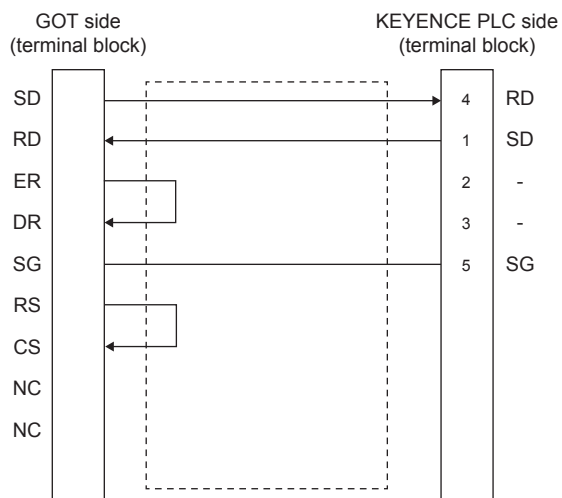 GOT side
(terminal block)
KEYENCE PLC side
(terminal block)
SD 4 RD
RD 1 SD
ER 2 -
DR 3 -
SG 5 SG
RS
CS
NC
NC